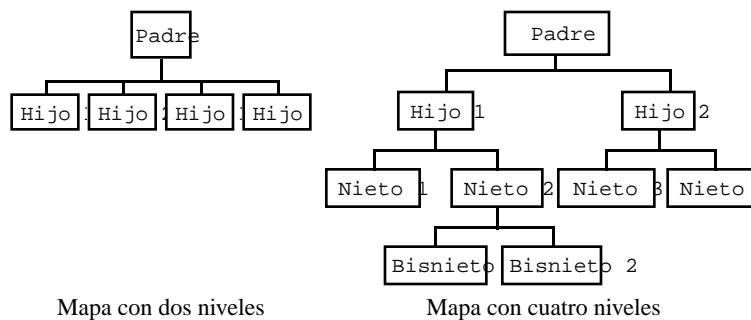 Padre
Padre
Hijo Hijo 2 Hijo Hijo
Hijo 1 Hijo 2
Nieto 1 Nieto 2 Nieto 3 Nieto
Bisnieto Bisnieto 2
Mapa con dos niveles Mapa con cuatro niveles